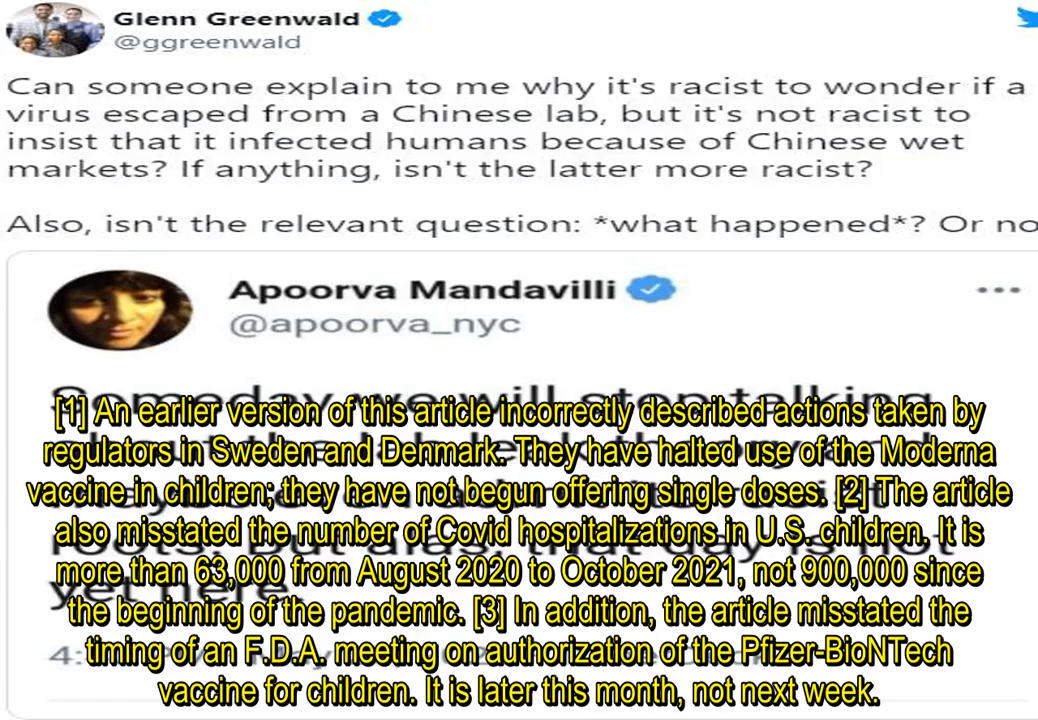 Glenn Greenwald
@ggreenwald
Can someone explain to me why it's racist to wonder if a
virus escaped from a Chinese lab, but it's not racist to
insist that it infected humans because of Chinese wet
markets? If anything, isn't the latter more racist?
Also, isn't the relevant question: *what happened*? Or no
Apoorva Mandavilli
@apoorva_nyc
Someday we will stop talking
[1] An earlier version of this article incorrectly described actions taken by
regulators in Sweden and Denmark. They have halted use of the Moderna
vaccine in children; they have not begun offering single doses. [2] The article
also misstated the number of Covid hospitalizations in U.S. children. It is
more than 63,000 from August 2020 to October 2021, not 900,000 since
the beginning of the pandemic. [3] In addition, the article misstated the
timing of an F.D.A. meeting on authorization of the Pfizer-BioNTech
vaccine for children. It is later this month, not next week.